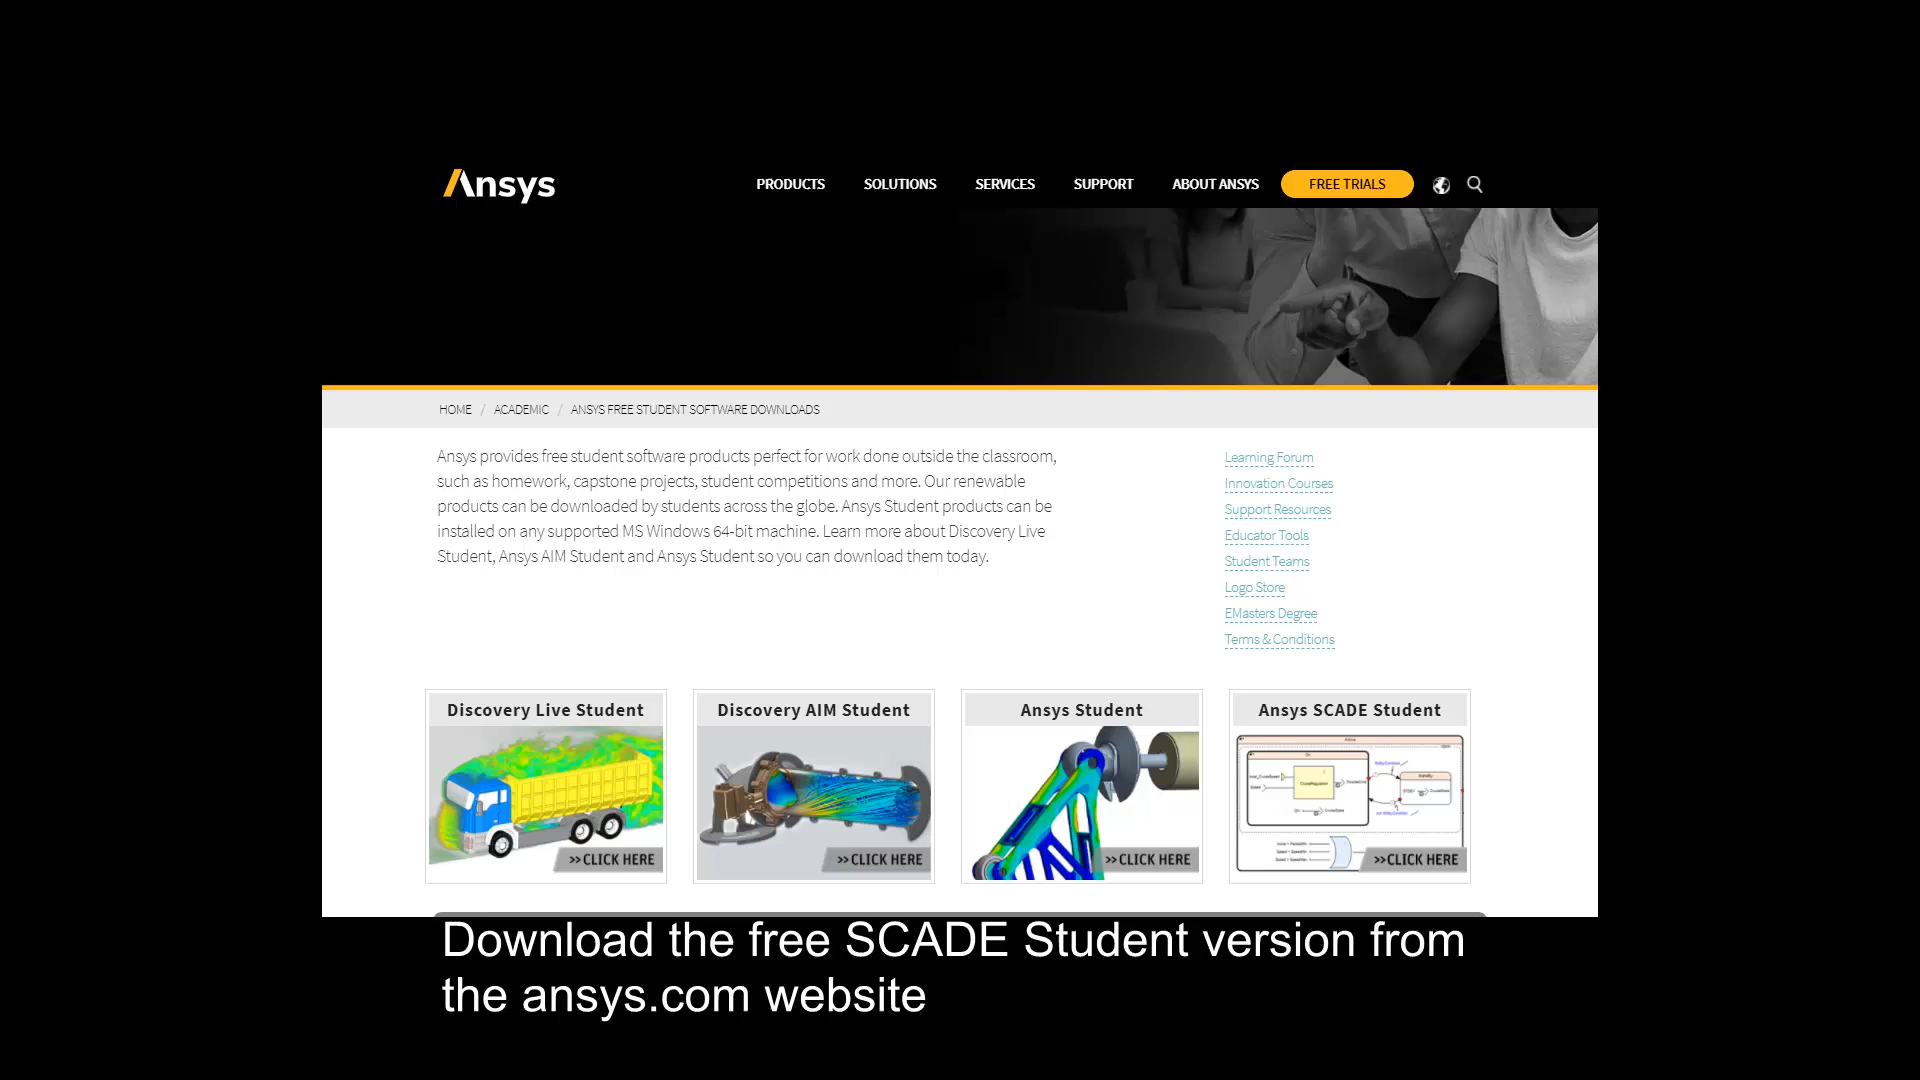 Ansys
PRODUCTS SOLUTIONS SERVICES SUPPORT ABOUT ANSYS FREE TRIALS
HOME / ACADEMIC / ANSYS FREE STUDENT SOFTWARE DOWNLOADS
Ansys provides free student software products perfect for work done outside the classroom,
such as homework, capstone projects, student competitions and more. Our renewable
products can be downloaded by students across the globe. Ansys Student products can be
installed on any supported MS Windows 64-bit machine. Learn more about Discovery Live
Student, Ansys AIM Student and Ansys Student so you can download them today.
Learning Forum
Innovation Courses
Support Resources
Educator Tools
Student Teams
Logo Store
EMasters Degree
Terms & Conditions
Discovery Live Student
>> CLICK HERE
Discovery AIM Student
>> CLICK HERE
Ansys Student
>> CLICK HERE
Ansys SCADE Student
>> CLICK HERE
Download the free SCADE Student version from
the ansys.com website